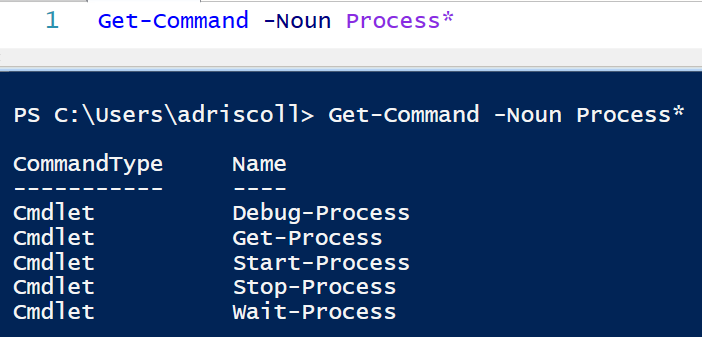 1 Get-Command -Noun Process*
PS C:\Users\adriscoll> Get-Command -Noun Process*
CommandType Name
----------- ----
Cmdlet Debug-Process
Cmdlet Get-Process
Cmdlet Start-Process
Cmdlet Stop-Process
Cmdlet Wait-Process